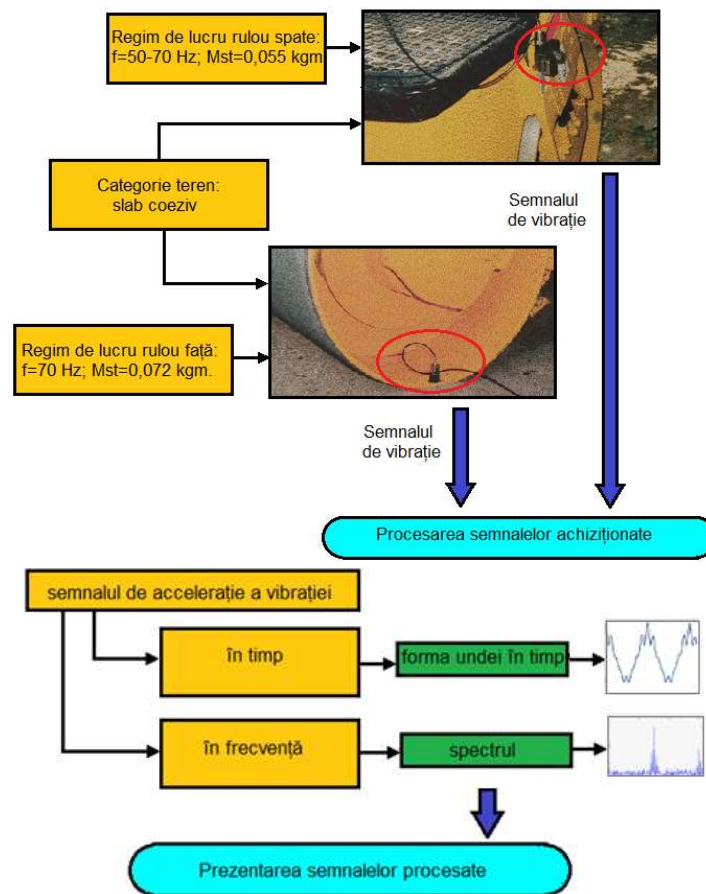 Regim de lucru rulou spate:
f=50-70 Hz; Mst=0,055 kgm
Categorie teren:
slab coeziv
Semnalul
de vibrație
Regim de lucru rulou față:
f=70 Hz; Mst=0,072 kgm.
Semnalul
de vibrație
Procesarea semnalelor achiziționate
semnalul de accelerație a vibrației
în timp
forma undei în timp
în frecvență
spectrul
Prezentarea semnalelor procesate